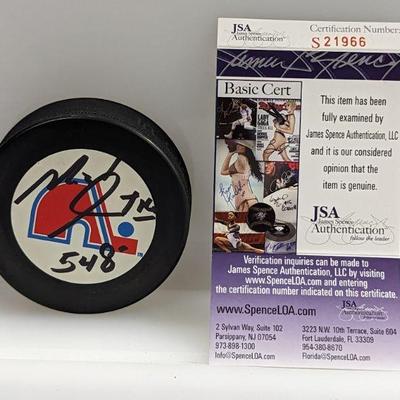 548
JSA
James Spence
Authentication
Certification Number:
S 21966
Basic Cert
This item has been
fully examined by
James Spence Authentication, LLC
and it is our considered
opinion that the
item is genuine.
JSA
James Spence
Authentication
follow the leader
Verification inquiries can be made to
James Spence Authentication, LLC by visiting
www.SpenceLOA.com and entering
the certification number indicated on this certificate.
www.SpenceLOA.com
2 Sylvan Way, Suite 102
Parsippany, NJ 07054
973-898-1300
Info@SpenceLOA.com
3223 N.W. 10th Terrace, Suite 604
Fort Lauderdale, FL 33309
954-380-8670
Florida@SpenceLOA.com